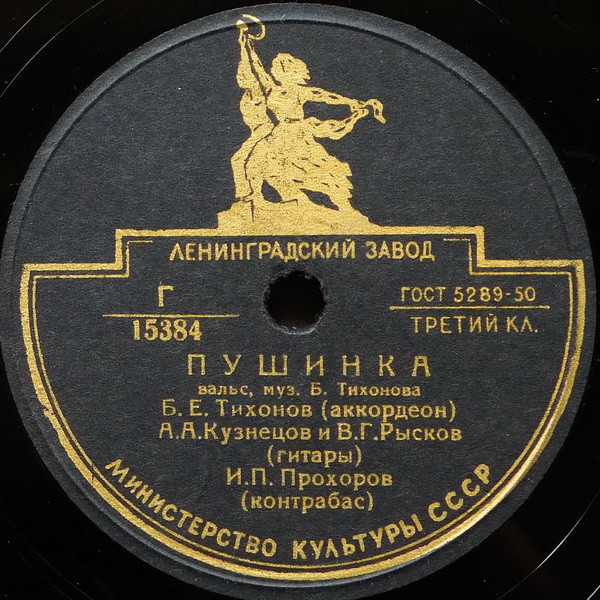 ЛЕНИНГРАДСКИЙ ЗАВОД
Г
15384
ГОСТ 5289-50
ТРЕТИЙ КЛ.
ПУШИНКА
вальс, муз. Б. Тихонова
Б. Е. Тихонов (аккордеон)
А.А.Кузнецов и В.Г.Рысков
(гитары)
И.П. Прохоров
(контрабас)
МИНИСТЕРСТВО КУЛЬТУРЫ СССР